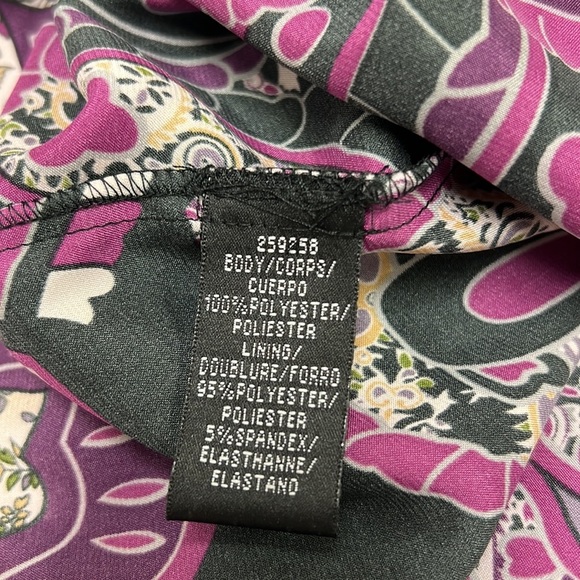 259258
BODY/CORPS/
CUERPO
100%POLYESTER/
POLIESTER
LINING/
DOUBLURE/FORRO
95%POLYESTER/
POLIESTER
5%SPANDEX/
ELASTHANNE/
ELASTANO